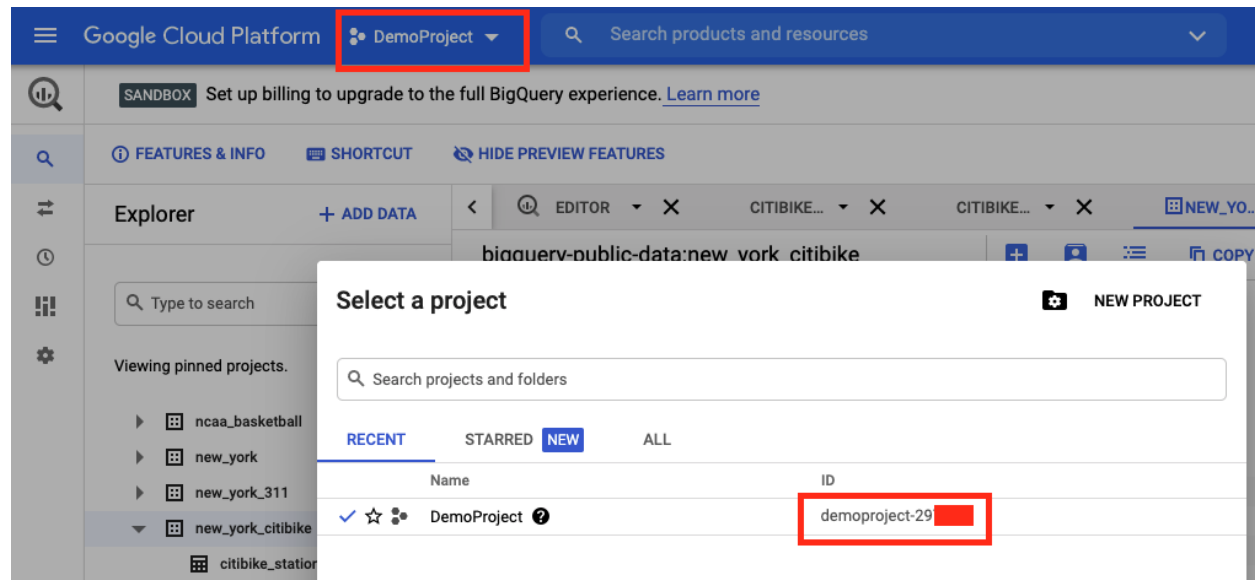 Google Cloud Platform DemoProject Search products and resources
SANDBOX Set up billing to upgrade to the full BigQuery experience. Learn more
FEATURES & INFO SHORTCUT HIDE PREVIEW FEATURES
Explorer + ADD DATA EDITOR CITIBIKE... CITIBIKE... NEW_YO...
bigquery-public-data:new_york_citibike COPY
Type to search
Viewing pinned projects.
ncaa_basketball
new_york
new_york_311
new_york_citibike
citibike_station
Select a project NEW PROJECT
Search projects and folders
RECENT STARRED NEW ALL
Name ID
DemoProject demoproject-29